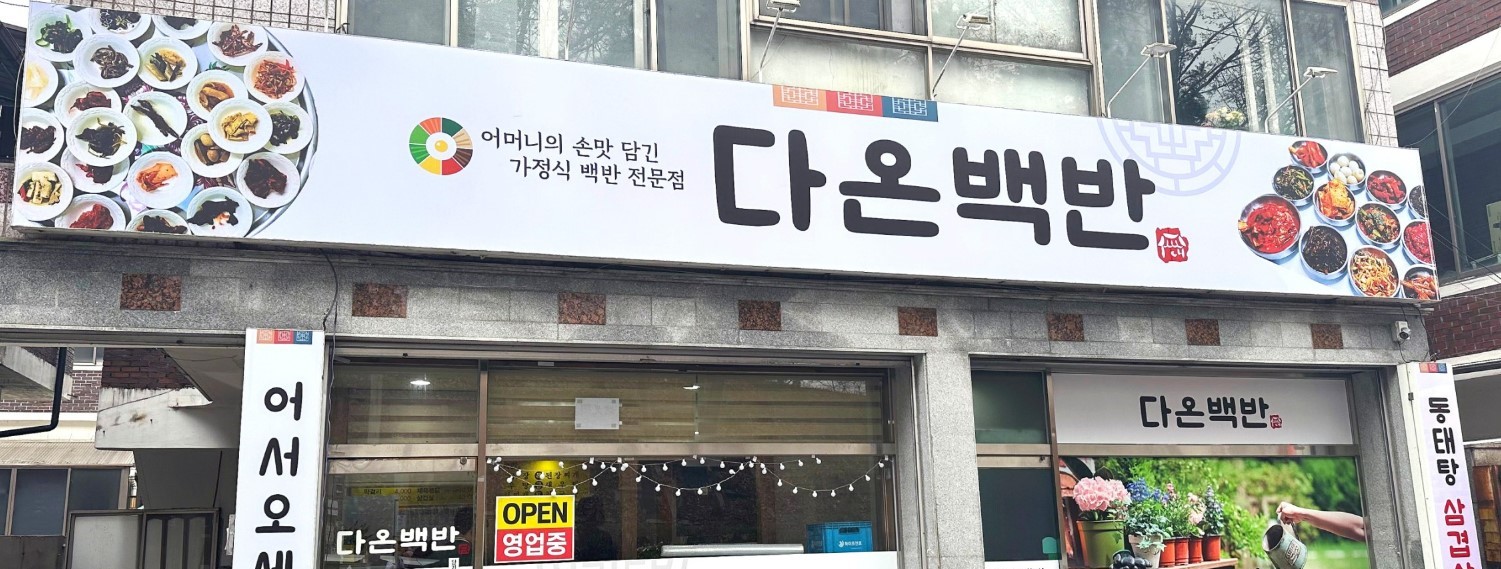 어머니의 손맛 담긴
가정식 백반 전문점
다온백반
어서오세
다온백반
동태탕 삼겹살
다온백반
OPEN
영업중